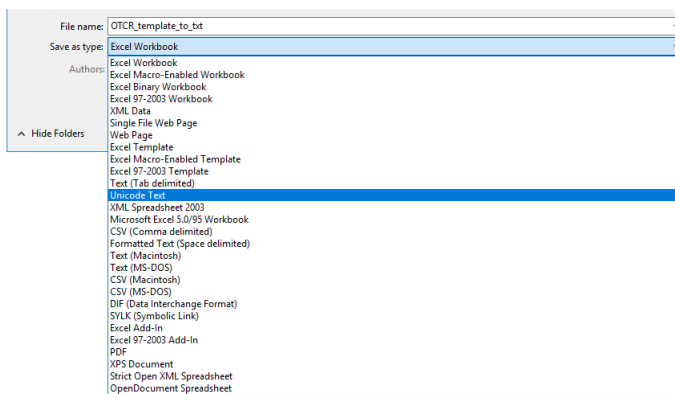 File name: OTCR_template_to_txt
Save as type: Excel Workbook
Authors:
Excel Workbook
Excel Macro-Enabled Workbook
Excel Binary Workbook
Excel 97-2003 Workbook
XML Data
Single File Web Page
Web Page
Hide Folders
Excel Template
Excel Macro-Enabled Template
Excel 97-2003 Template
Text (Tab delimited)
Unicode Text
XML Spreadsheet 2003
Microsoft Excel 5.0/95 Workbook
CSV (Comma delimited)
Formatted Text (Space delimited)
Text (Macintosh)
Text (MS-DOS)
CSV (Macintosh)
CSV (MS-DOS)
DIF (Data Interchange Format)
SYLK (Symbolic Link)
Excel Add-In
Excel 97-2003 Add-In
PDF
XPS Document
Strict Open XML Spreadsheet
OpenDocument Spreadsheet